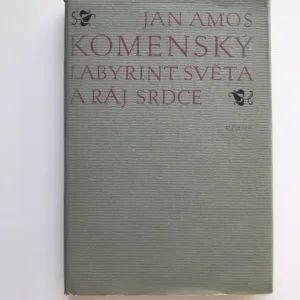 JAN AMOS
KOMENSKÝ
LABYRINT SVĚTA
A RÁJ SRDCE